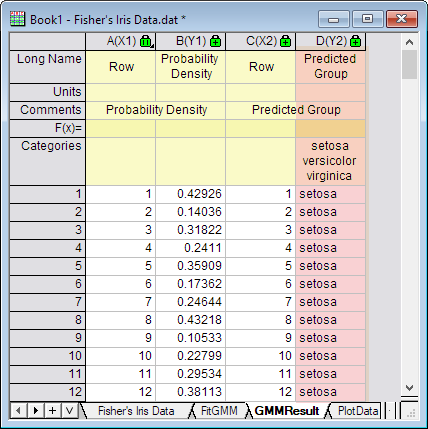 Book1 - Fisher's Iris Data.dat *
A(X1) B(Y1) C(X2) D(Y2)
Long Name Row Probability Density Row Predicted Group
Units
Comments Probability Density Predicted Group
F(x)=
Categories setosa versicolor virginica
1 1 0.42926 1 setosa
2 2 0.14036 2 setosa
3 3 0.31822 3 setosa
4 4 0.2411 4 setosa
5 5 0.35909 5 setosa
6 6 0.17362 6 setosa
7 7 0.24644 7 setosa
8 8 0.43218 8 setosa
9 9 0.10533 9 setosa
10 10 0.22799 10 setosa
11 11 0.29534 11 setosa
12 12 0.38113 12 setosa
Fisher's Iris Data FitGMM GMMResult PlotData